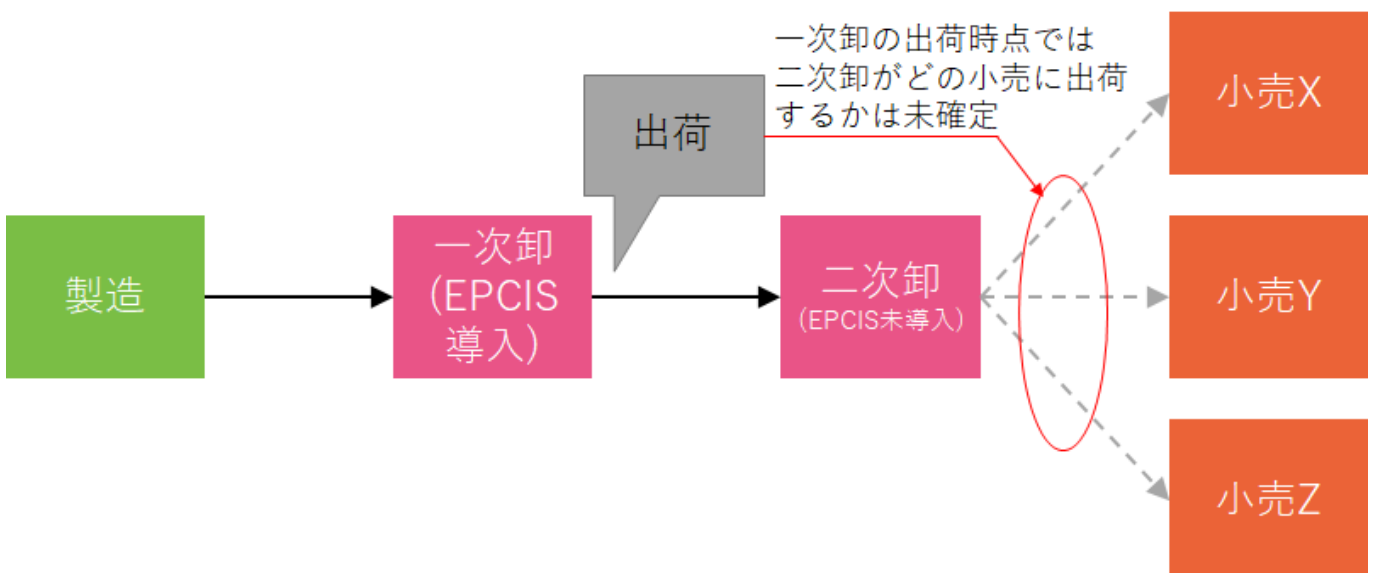 一次卸の出荷時点では
二次卸がどの小売に出荷
するかは未確定
出荷
製造
一次卸
(EPCIS
導入)
二次卸
(EPCIS未導入)
小売X
小売Y
小売Z